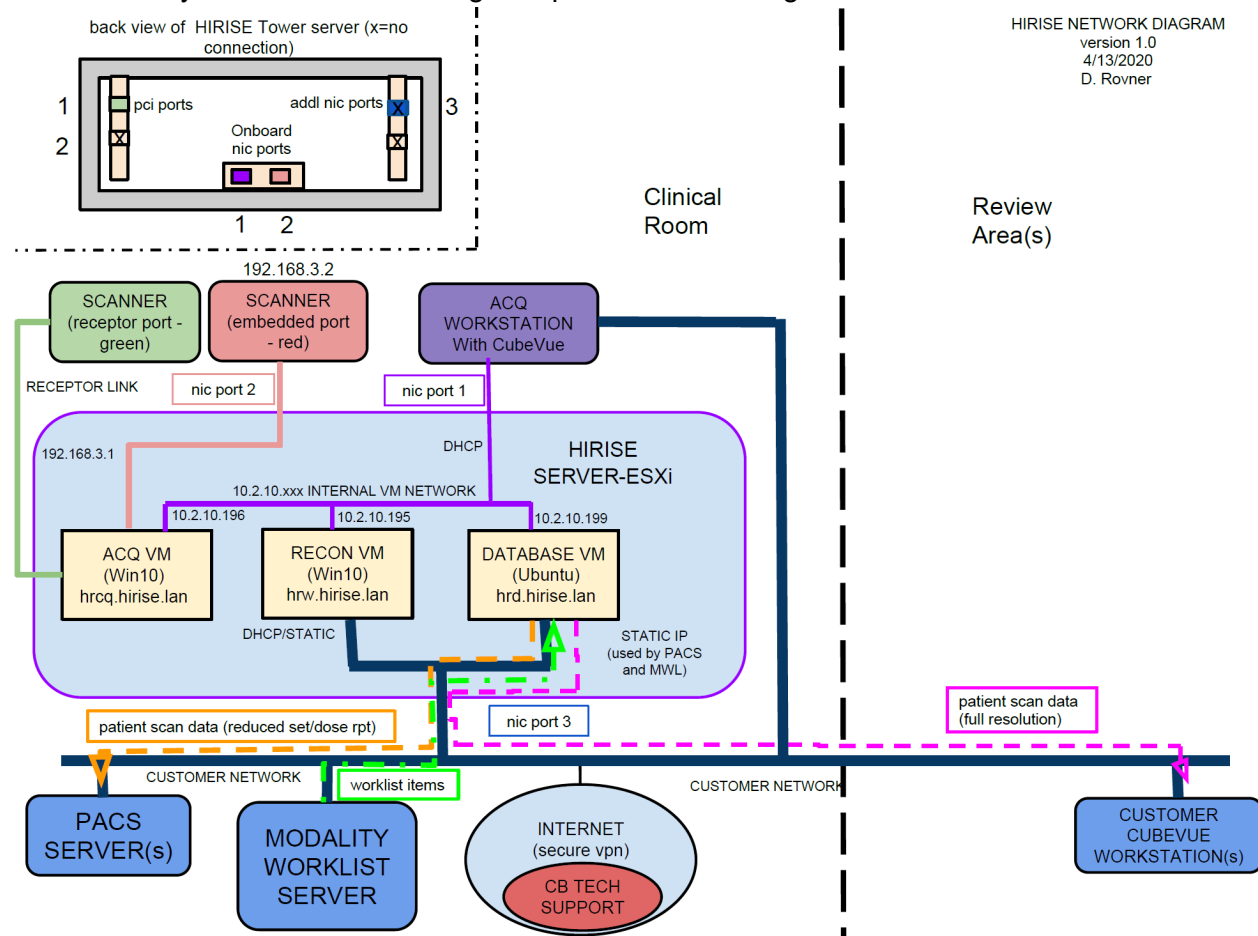 back view of HIRISE Tower server (x=no
connection)
1
pci ports
addl nic ports
X
3
2
X
X
Onboard
nic ports
1 2
HIRISE NETWORK DIAGRAM
version 1.0
4/13/2020
D. Rovner
Clinical
Room
Review
Area(s)
192.168.3.2
SCANNER
(receptor port -
green)
SCANNER
(embedded port
- red)
ACQ
WORKSTATION
With CubeVue
RECEPTOR LINK
nic port 2
nic port 1
192.168.3.1
DHCP
HIRISE
SERVER-ESXi
10.2.10.xxx INTERNAL VM NETWORK
10.2.10.196
10.2.10.195
10.2.10.199
ACQ VM
(Win10)
hrcq.hirise.lan
RECON VM
(Win10)
hrw.hirise.lan
DATABASE VM
(Ubuntu)
hrd.hirise.lan
DHCP/STATIC
STATIC IP
(used by PACS
and MWL)
patient scan data (reduced set/dose rpt)
nic port 3
patient scan data
(full resolution)
CUSTOMER NETWORK
worklist items
CUSTOMER NETWORK
PACS
SERVER(s)
MODALITY
WORKLIST
SERVER
INTERNET
(secure vpn)
CB TECH
SUPPORT
CUSTOMER
CUBEVUE
WORKSTATION(s)